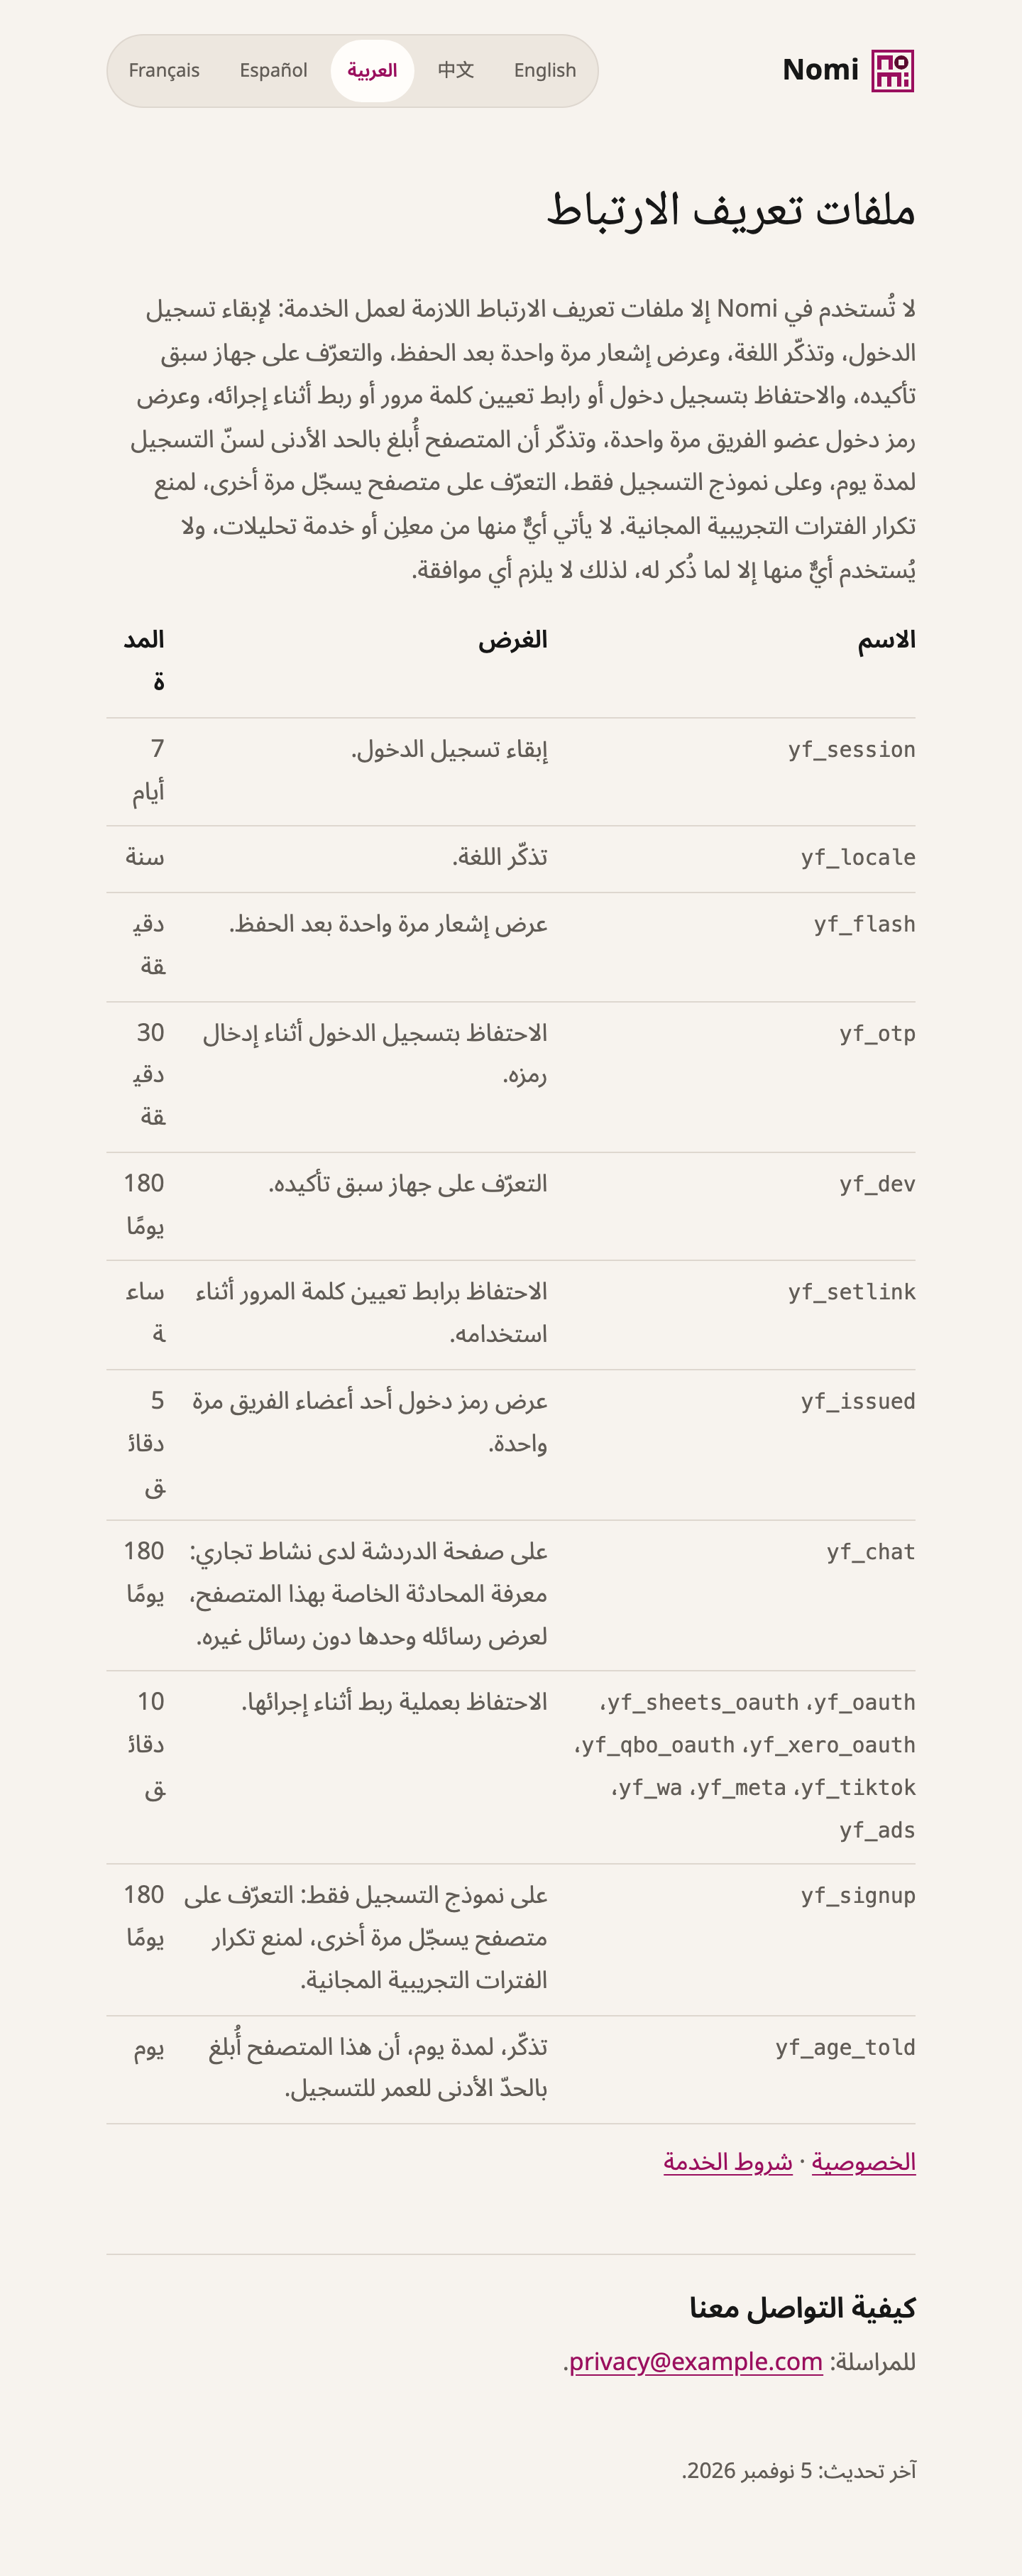 Nomi
English
中文
العربية
Español
Français
ملفات تعريف الارتباط
لا تُستخدم في Nomi إلا ملفات تعريف الارتباط اللازمة لعمل الخدمة: لإبقاء تسجيل
الدخول، وتذكّر اللغة، وعرض إشعار مرة واحدة بعد الحفظ، والتعرّف على جهاز سبق
تأكيده، والاحتفاظ بتسجيل دخول أو رابط تعيين كلمة مرور أو ربط أثناء إجرائه، وعرض
رمز دخول عضو الفريق مرة واحدة، وتذكّر أن المتصفح أُبلغ بالحد الأدنى لسنّ التسجيل
لمدة يوم، وعلى نموذج التسجيل فقط، التعرّف على متصفح يسجّل مرة أخرى، لمنع
تكرار الفترات التجريبية المجانية. لا يأتي أيٌّ منها من معلِن أو خدمة تحليلات، ولا
يُستخدم أيٌّ منها إلا لما ذُكر له، لذلك لا يلزم أي موافقة.
الاسم
الغرض
المد
ة
yf_session
إبقاء تسجيل الدخول.
7
أيام
yf_locale
تذكّر اللغة.
سنة
yf_flash
عرض إشعار مرة واحدة بعد الحفظ.
دقي
قة
yf_otp
الاحتفاظ بتسجيل الدخول أثناء إدخال
رمزه.
30
دقي
قة
yf_dev
التعرّف على جهاز سبق تأكيده.
180
يومًا
yf_setlink
الاحتفاظ برابط تعيين كلمة المرور أثناء
استخدامه.
ساع
ة
yf_issued
عرض رمز دخول أحد أعضاء الفريق مرة
واحدة.
5
دقائ
ق
yf_chat
على صفحة الدردشة لدى نشاط تجاري:
معرفة المحادثة الخاصة بهذا المتصفح،
لعرض رسائله وحدها دون رسائل غيره.
180
يومًا
yf_oauth، yf_sheets_oauth،
yf_xero_oauth، yf_qbo_oauth،
yf_tiktok، yf_meta، yf_wa،
yf_ads
الاحتفاظ بعملية ربط أثناء إجرائها.
10
دقائ
ق
yf_signup
على نموذج التسجيل فقط: التعرّف على
متصفح يسجّل مرة أخرى، لمنع تكرار
الفترات التجريبية المجانية.
180
يومًا
yf_age_told
تذكّر، لمدة يوم، أن هذا المتصفح أُبلغ
بالحدّ الأدنى للعمر للتسجيل.
يوم
الخصوصية · شروط الخدمة
كيفية التواصل معنا
للمراسلة: privacy@example.com.
آخر تحديث: 5 نوفمبر 2026.